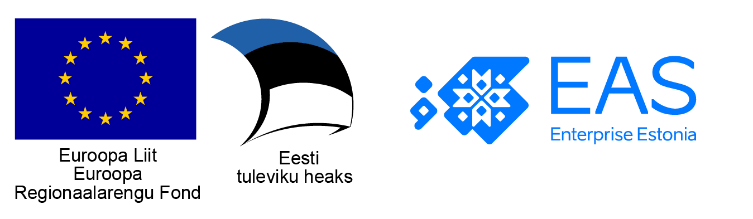 Euroopa Liit
Euroopa
Regionaalarengu Fond
Eesti
tuleviku heaks
EAS
Enterprise Estonia